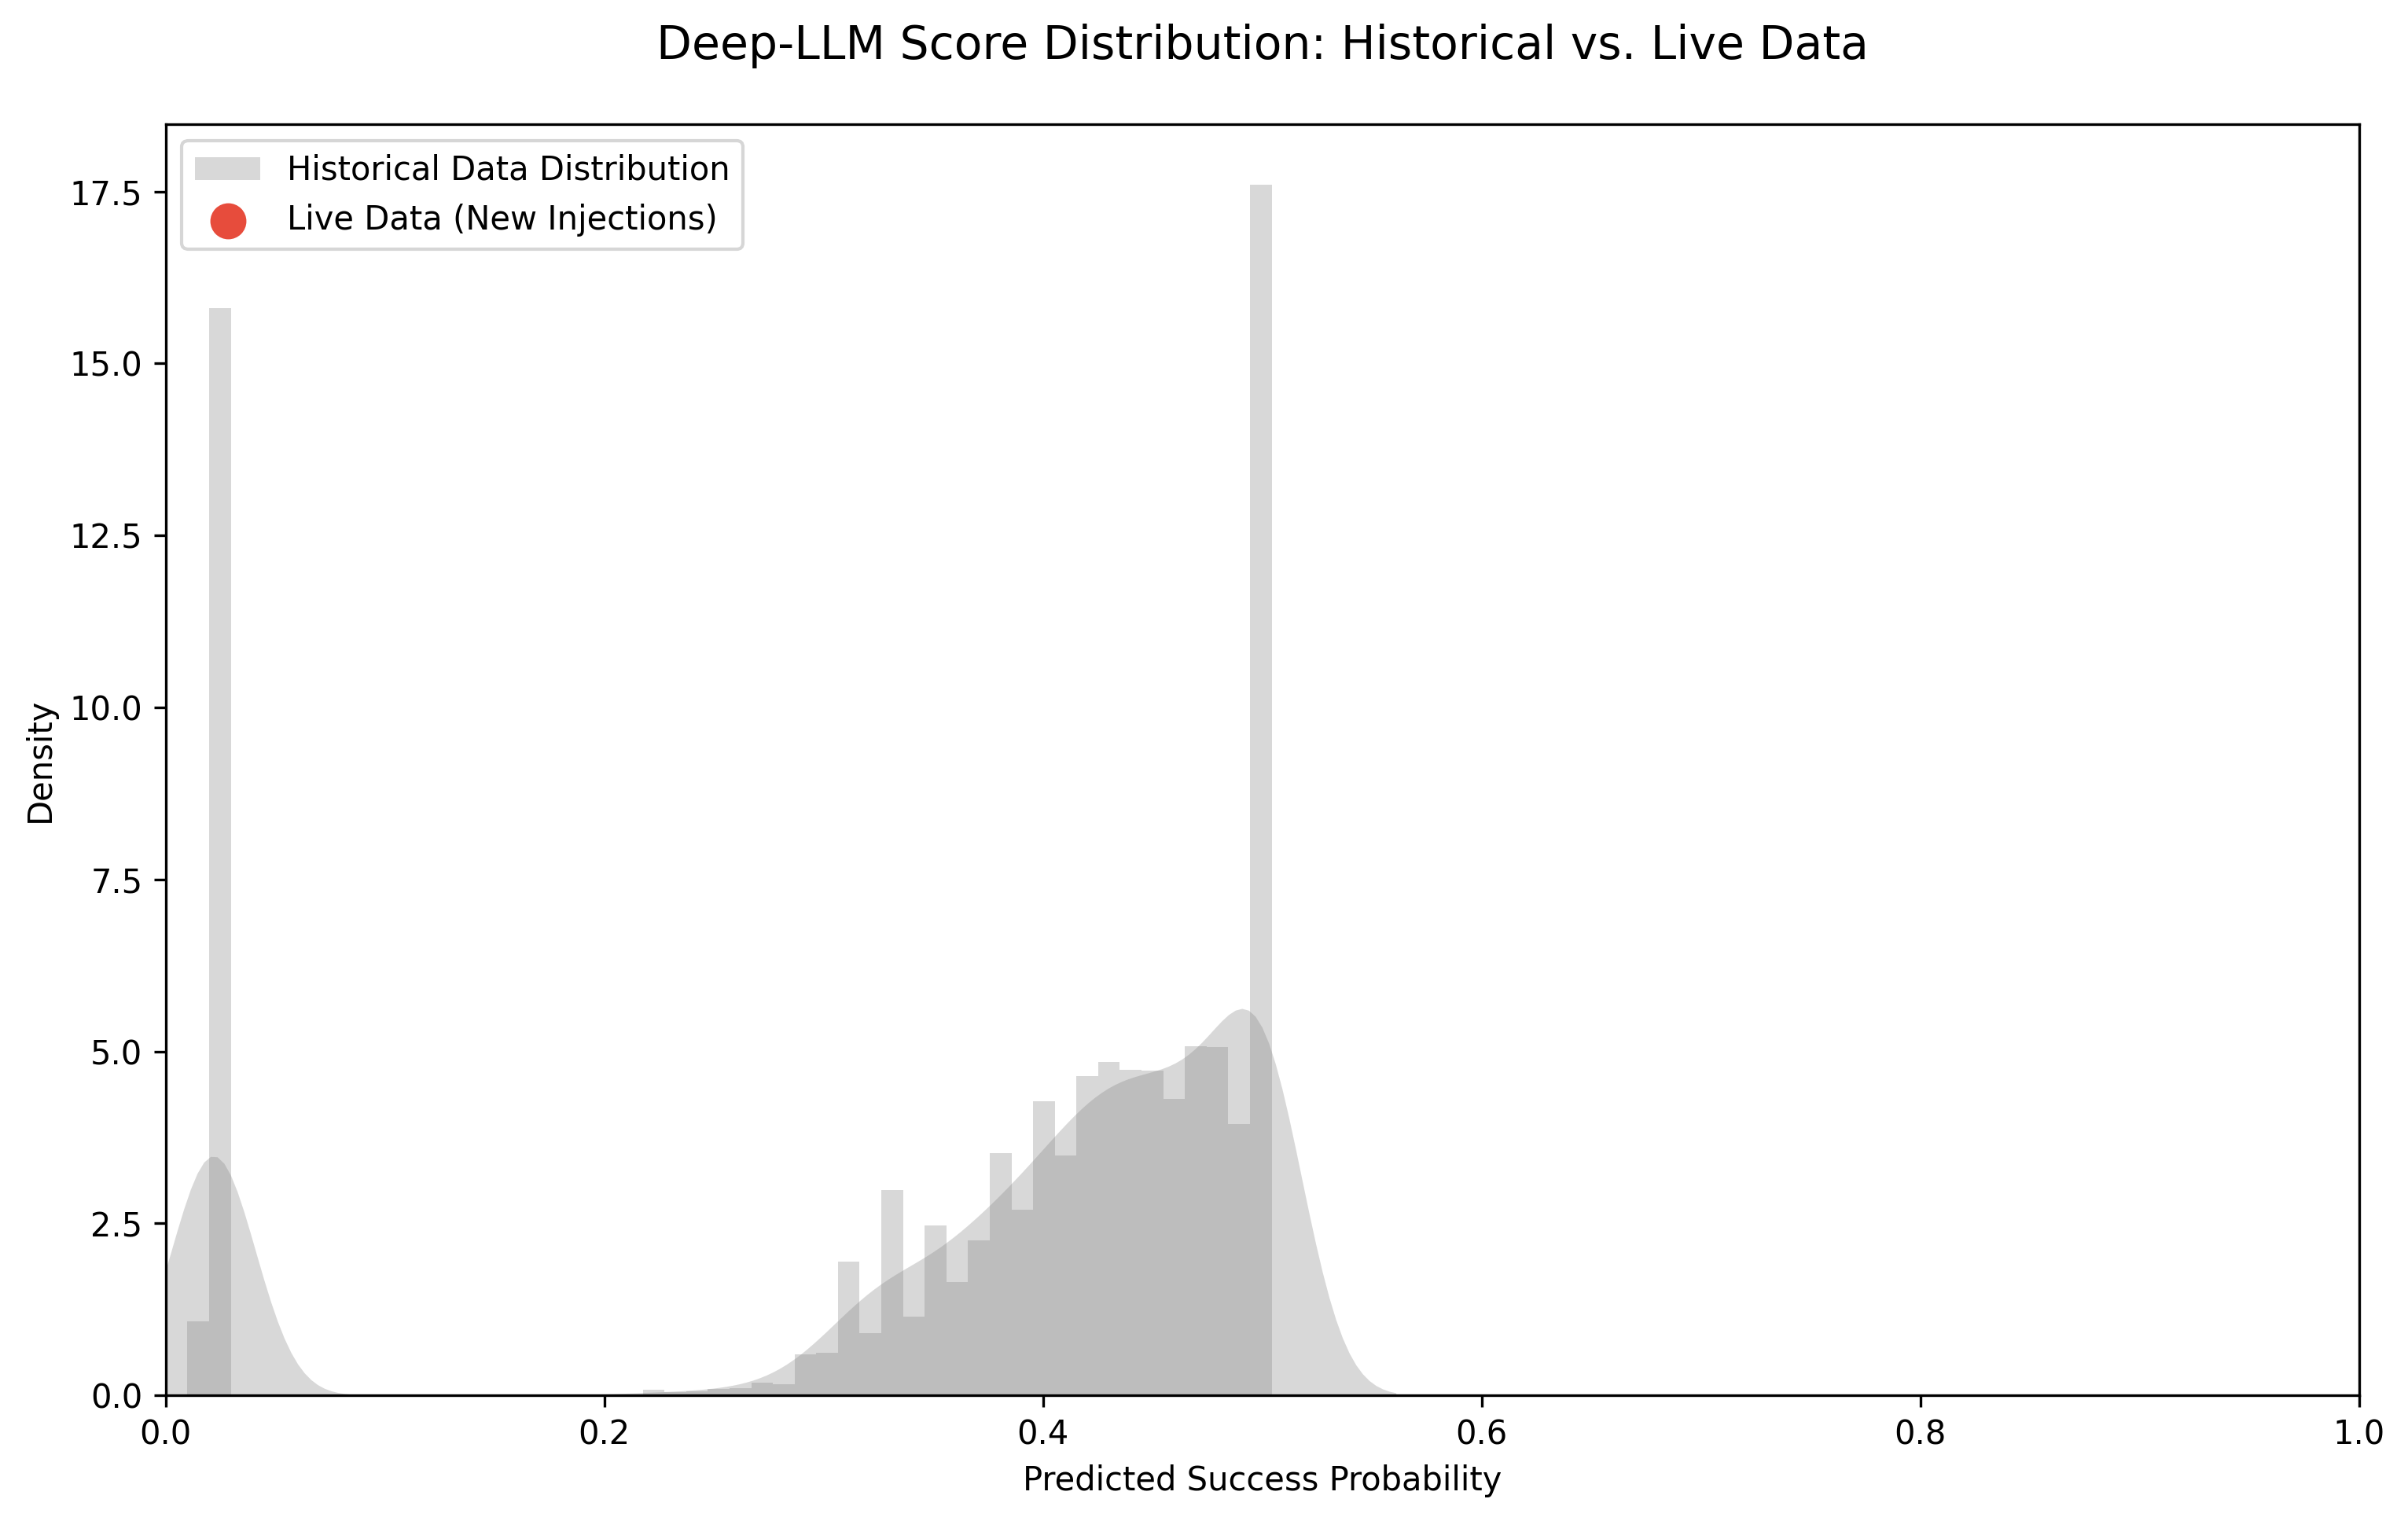 Deep-LLM Score Distribution: Historical vs. Live Data
Historical Data Distribution
Live Data (New Injections)
17.5
15.0
12.5
10.0
7.5
5.0
2.5
0.0
Density
0.0
0.2
0.4
0.6
0.8
1.0
Predicted Success Probability